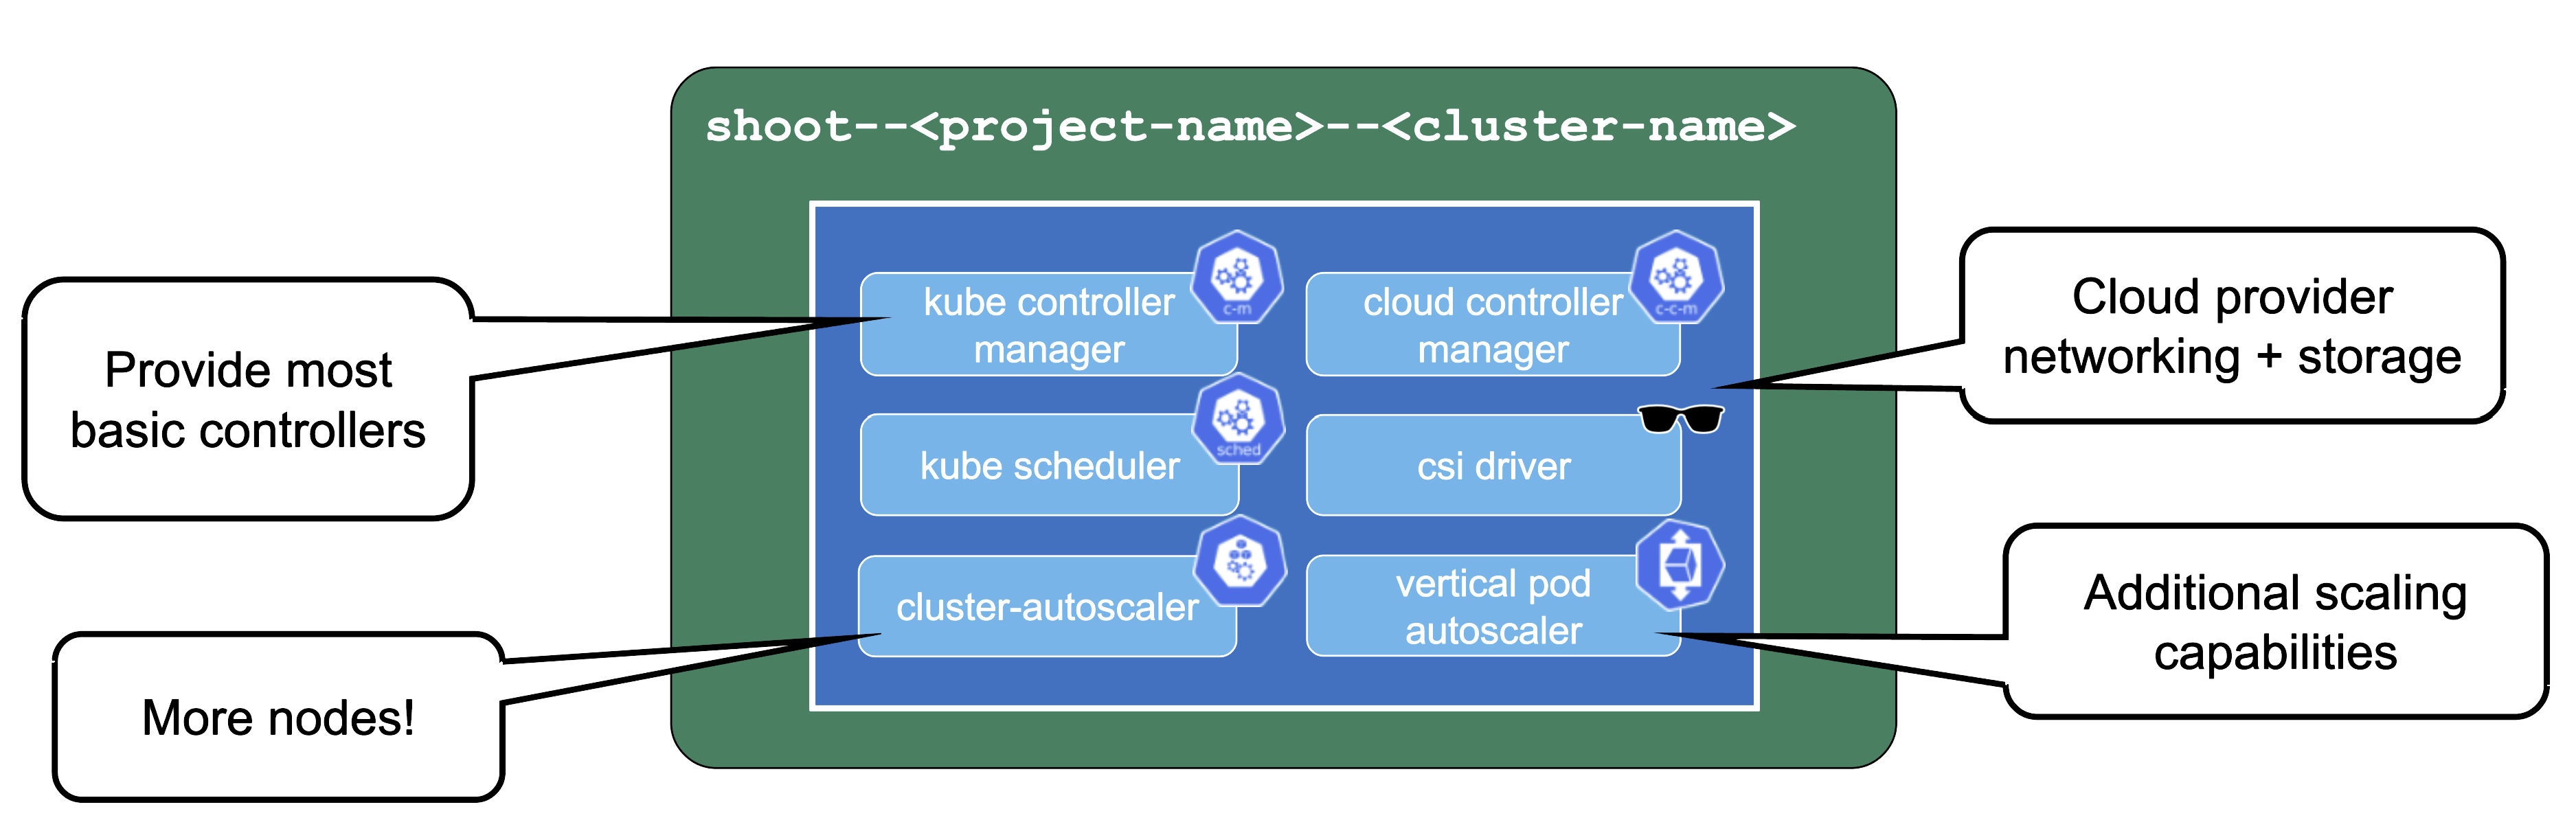 shoot--<project-name>--<cluster-name>
Provide most
basic controllers
More nodes!
kube controller
manager
c-m
cloud controller
manager
c-c-m
kube scheduler
sched
csi driver
cluster-autoscaler
vertical pod
autoscaler
Cloud provider
networking + storage
Additional scaling
capabilities